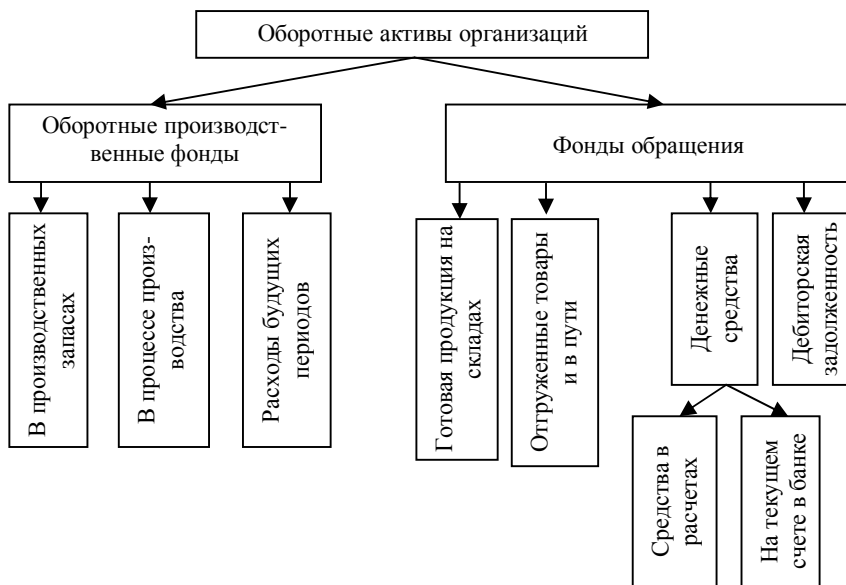 Оборотные активы организаций
Оборотные производст-
венные фонды
Фонды обращения
В производственных
запасах
В процессе произ-
водства
Расходы будущих
периодов
Готовая продукция на
складах
Отгруженные товары
и в пути
Денежные
средства
Дебиторская
задолженность
Средства в
расчетах
На текущем
счете в банке